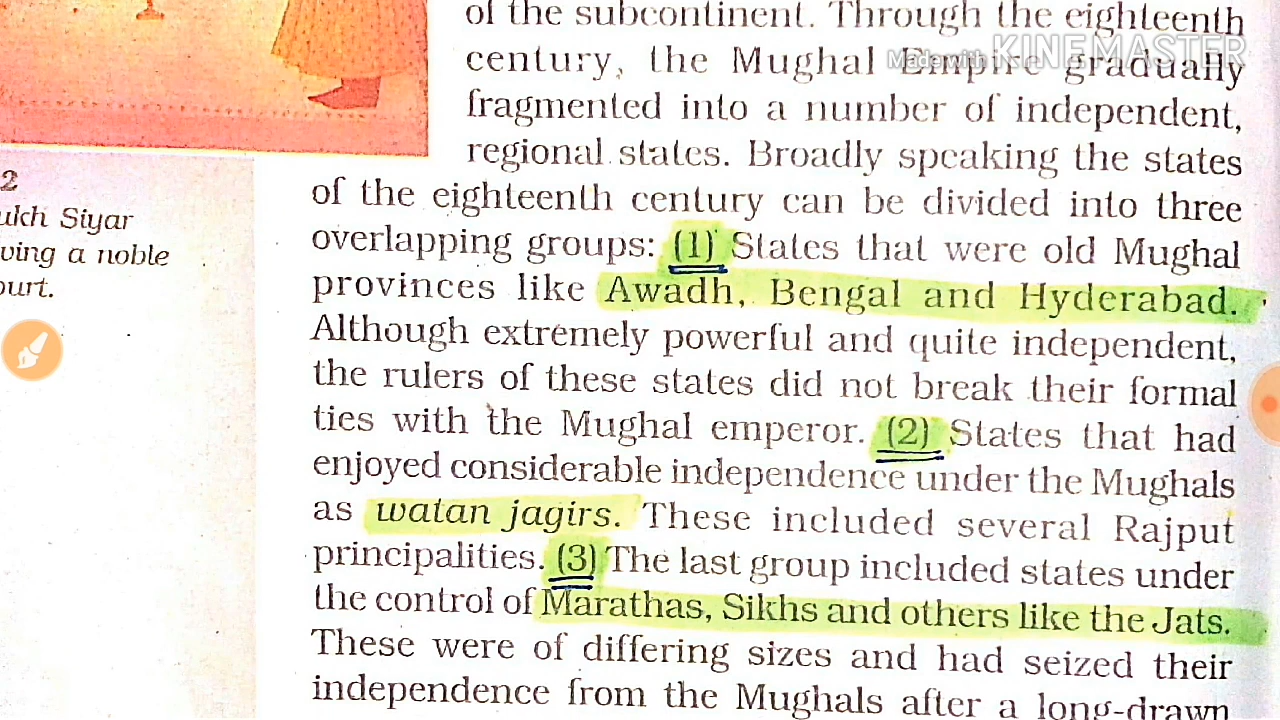 of the subcontinent. Through the eighteenth
Made with KINEMASTER
century, the Mughal Empire gradually
fragmented into a number of independent,
regional states. Broadly speaking the states
2
of the eighteenth century can be divided into three
ukh Siyar
overlapping groups: (1) States that were old Mughal
ving a noble
provinces like Awadh, Bengal and Hyderabad.
ourt.
Although extremely powerful and quite independent,
the rulers of these states did not break their formal
ties with the Mughal emperor. (2) States that had
enjoyed considerable independence under the Mughals
as watan jagirs. These included several Rajput
principalities. (3) The last group included states under
the control of Marathas, Sikhs and others like the Jats.
These were of differing sizes and had seized their
independence from the Mughals after a long-drawn